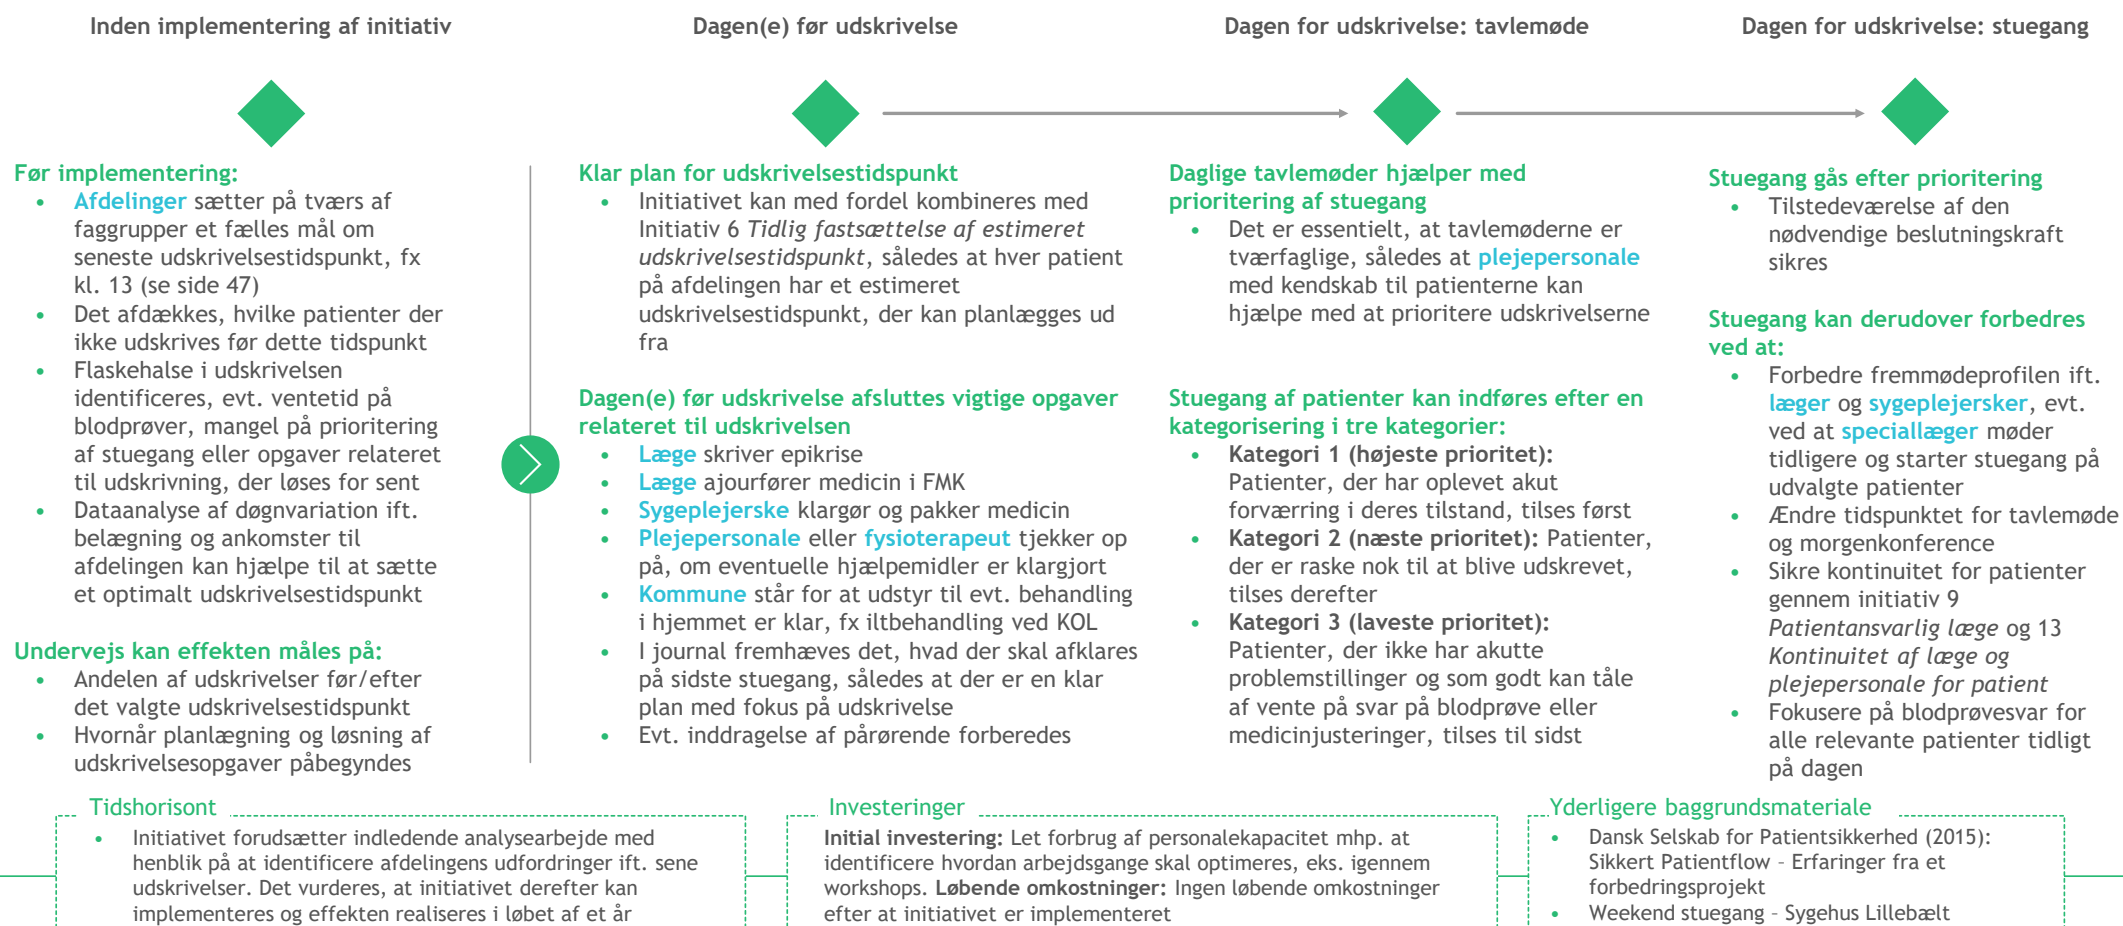 Inden implementering af initiativ
Dagen(e) før udskrivelse
Dagen for udskrivelse: tavlemøde
Dagen for udskrivelse: stuegang
Før implementering:
• Afdelinger sætter på tværs af
faggrupper et fælles mål om
seneste udskrivelsestidspunkt, fx
kl. 13 (se side 47)
• Det afdækkes, hvilke patienter der
ikke udskrives før dette tidspunkt
• Flaskehalse i udskrivelsen
identificeres, evt. ventetid på
blodprøver, mangel på prioritering
af stuegang eller opgaver relateret
til udskrivning, der løses for sent
• Dataanalyse af døgnvariation ift.
belægning og ankomster til
afdelingen kan hjælpe til at sætte
et optimalt udskrivelsestidspunkt
Undervejs kan effekten måles på:
• Andelen af udskrivelser før/efter
det valgte udskrivelsestidspunkt
• Hvornår planlægning og løsning af
udskrivelsesopgaver påbegyndes
Klar plan for udskrivelsestidspunkt
• Initiativet kan med fordel kombineres med
Initiativ 6 Tidlig fastsættelse af estimeret
udskrivelsestidspunkt, således at hver patient
på afdelingen har et estimeret
udskrivelsestidspunkt, der kan planlægges ud
fra
Dagen(e) før udskrivelse afsluttes vigtige opgaver
relateret til udskrivelsen
• Læge skriver epikrise
• Læge ajourfører medicin i FMK
• Sygeplejerske klargør og pakker medicin
• Plejepersonale eller fysioterapeut tjekker op
på, om eventuelle hjælpemidler er klargjort
• Kommune står for at udstyr til evt. behandling
i hjemmet er klar, fx iltbehandling ved KOL
• I journal fremhæves det, hvad der skal afklares
på sidste stuegang, således at der er en klar
plan med fokus på udskrivelse
• Evt. inddragelse af pårørende forberedes
Daglige tavlemøder hjælper med
prioritering af stuegang
• Det er essentielt, at tavlemøderne er
tværfaglige, således at plejepersonale
med kendskab til patienterne kan
hjælpe med at prioritere udskrivelserne
Stuegang af patienter kan indføres efter en
kategorisering i tre kategorier:
• Kategori 1 (højeste prioritet):
Patienter, der har oplevet akut
forværring i deres tilstand, tilses først
• Kategori 2 (næste prioritet): Patienter,
der er raske nok til at blive udskrevet,
tilses derefter
• Kategori 3 (laveste prioritet):
Patienter, der ikke har akutte
problemstillinger og som godt kan tåle
af vente på svar på blodprøve eller
medicinjusteringer, tilses til sidst
Stuegang gås efter prioritering
• Tilstedeværelse af den
nødvendige beslutningskraft
sikres
Stuegang kan derudover forbedres
ved at:
• Forbedre fremmødeprofilen ift.
læger og sygeplejersker, evt.
ved at speciallæger møder
tidligere og starter stuegang på
udvalgte patienter
• Ændre tidspunktet for tavlemøde
og morgenkonference
• Sikre kontinuitet for patienter
gennem initiativ 9
Patientansvarlig læge og 13
Kontinuitet af læge og
plejepersonale for patient
• Fokusere på blodprøvesvar for
alle relevante patienter tidligt
på dagen
Tidshorisont
• Initiativet forudsætter indledende analysearbejde med
henblik på at identificere afdelingens udfordringer ift. sene
udskrivelser. Det vurderes, at initiativet derefter kan
implementeres og effekten realiseres i løbet af et år
Investeringer
Initial investering: Let forbrug af personalekapacitet mhp. at
identificere hvordan arbejdsgange skal optimeres, eks. igennem
workshops. Løbende omkostninger: Ingen løbende omkostninger
efter at initiativet er implementeret
Yderligere baggrundsmateriale
• Dansk Selskab for Patientsikkerhed (2015):
Sikkert Patientflow – Erfaringer fra et
forbedringsprojekt
• Weekend stuegang – Sygehus Lillebælt